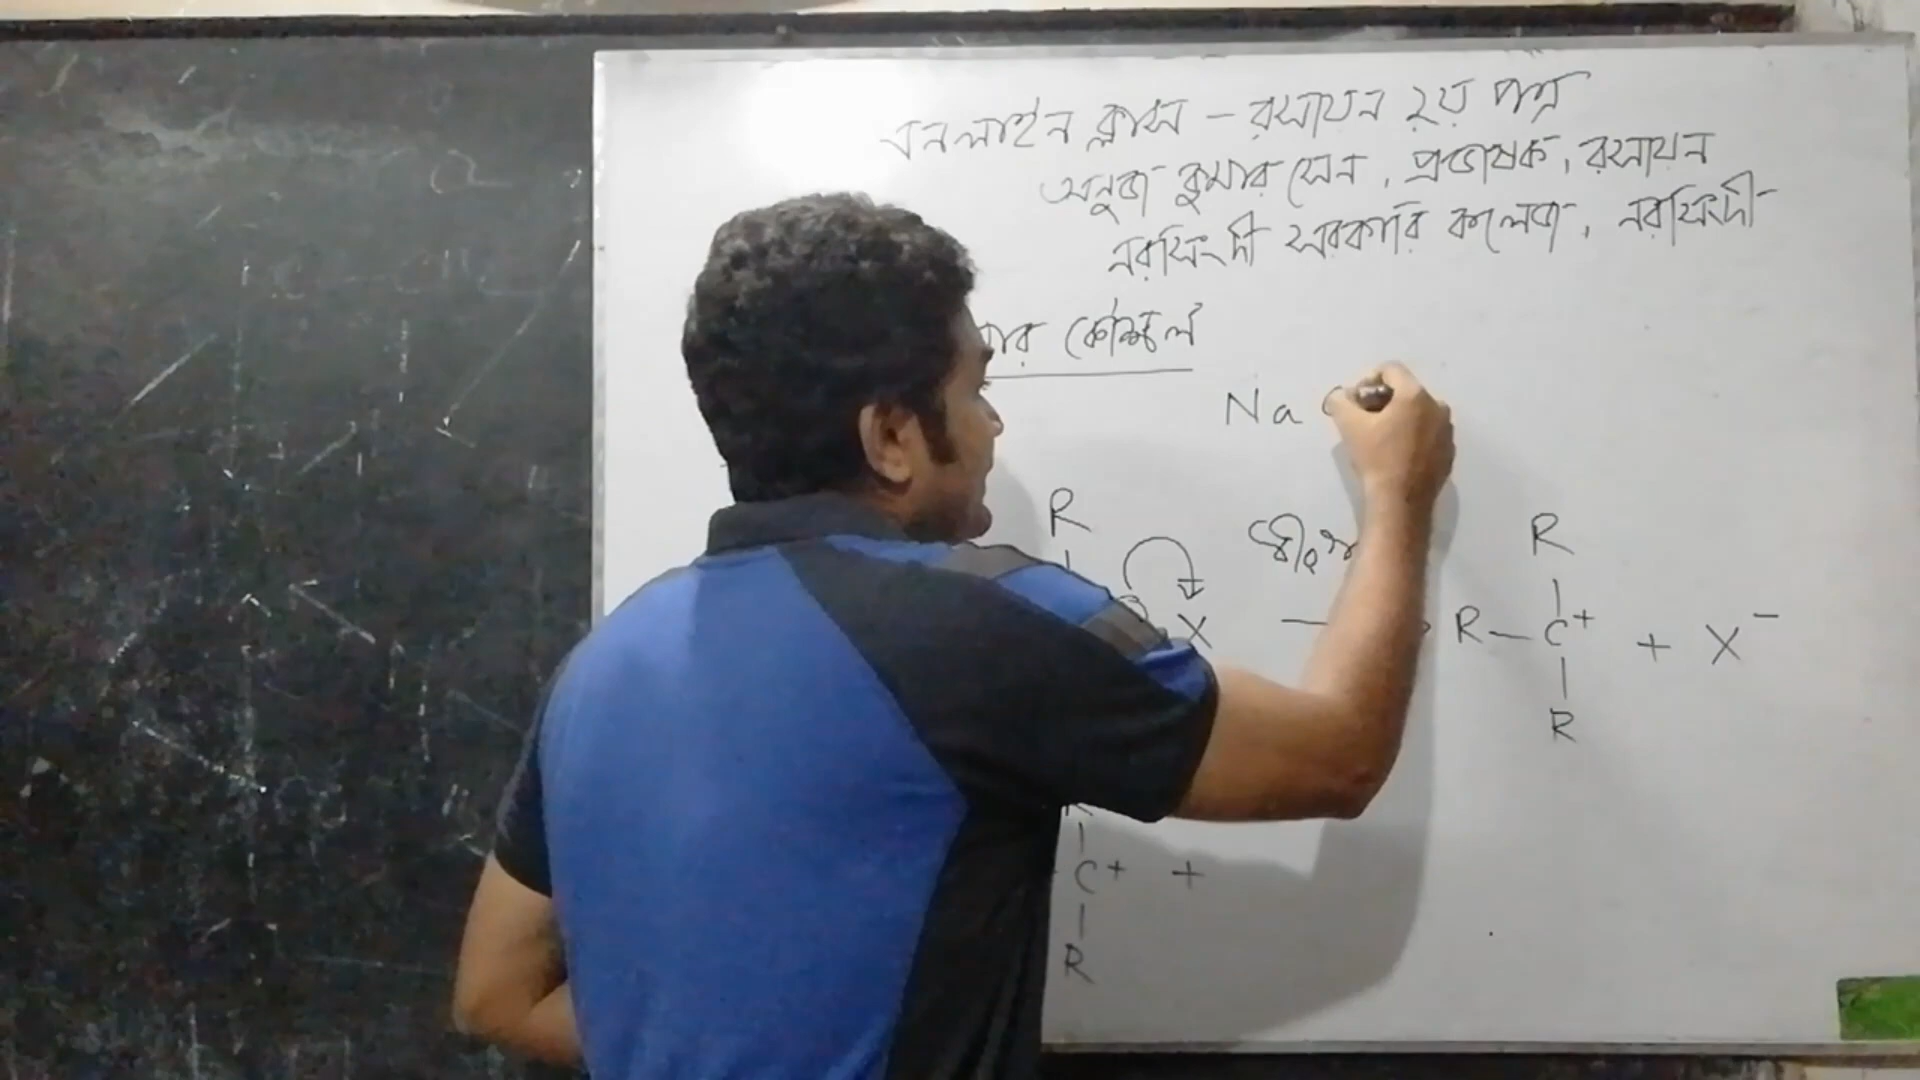 অনলাইন ক্লাস – রসায়ন ২য় পত্র
অনুজ কুমার সেন, প্রভাষক, রসায়ন
নরসিংদী সরকারি কলেজ, নরসিংদী
কৌশল
Na
R
R
X
R — C+ + X−
R
C+ +
R